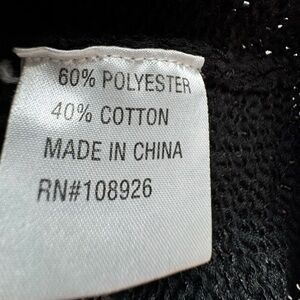 60% POLYESTER
40% COTTON
MADE IN CHINA
RN#108926